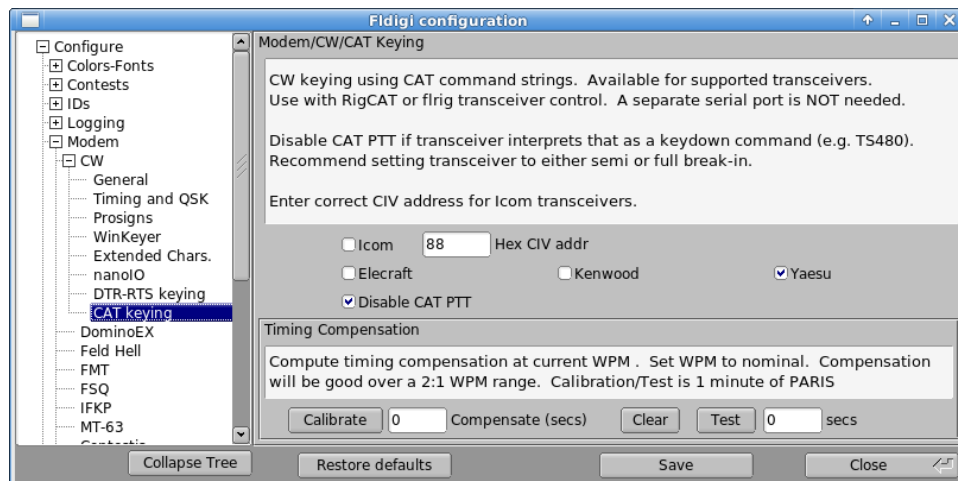 Fldigi configuration
Configure
Colors-Fonts
Contests
IDs
Logging
Modem
CW
General
Timing and QSK
Prosigns
WinKeyer
Extended Chars.
nanoIO
DTR-RTS keying
CAT keying
DominoEX
Feld Hell
FMT
FSQ
IFKP
MT-63
Collapse Tree
Modem/CW/CAT Keying
CW keying using CAT command strings. Available for supported transceivers.
Use with RigCAT or flrig transceiver control. A separate serial port is NOT needed.
Disable CAT PTT if transceiver interprets that as a keydown command (e.g. TS480).
Recommend setting transceiver to either semi or full break-in.
Enter correct CIV address for Icom transceivers.
Icom 88 Hex CIV addr
Elecraft Kenwood Yaesu
Disable CAT PTT
Timing Compensation
Compute timing compensation at current WPM . Set WPM to nominal. Compensation
will be good over a 2:1 WPM range. Calibration/Test is 1 minute of PARIS
Calibrate 0 Compensate (secs) Clear Test 0 secs
Restore defaults Save Close